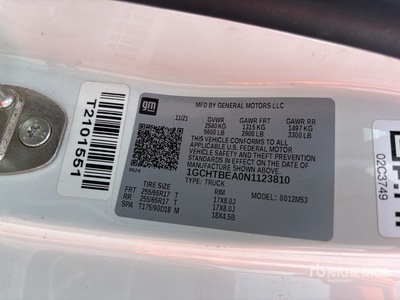 gm
MFD BY GENERAL MOTORS LLC
11/21 GVWR GAWR FRT GAWR RR
2540 KG 1315 KG 1497 KG
5600 LB 2900 LB 3300 LB
THIS VEHICLE CONFORMS TO ALL
APPLICABLE U.S. FEDERAL MOTOR
VEHICLE SAFETY AND THEFT
PREVENTION STANDARDS IN EFFECT
ON THE DATE OF MANUFACTURE
SHOWN ABOVE.
1GCHTBEA0N1123810
TYPE: TRUCK MODEL: 0012M53
TIRE SIZE RIM
FRT 255/65R17 T 17X8.0J
RR 255/65R17 T 17X8.0J
SPA T175/90D18 M 18X4.5B
T2101551
02C3749
rb